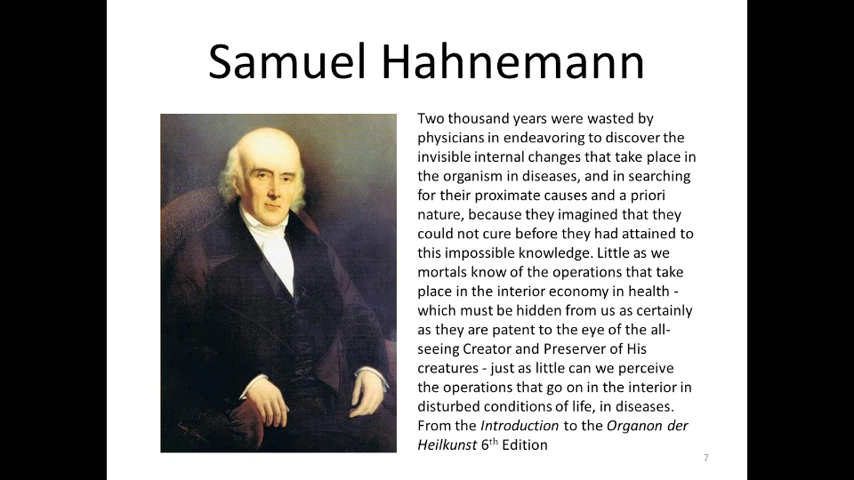 Samuel Hahnemann
Two thousand years were wasted by
physicians in endeavoring to discover the
invisible internal changes that take place in
the organism in diseases, and in searching
for their proximate causes and a priori
nature, because they imagined that they
could not cure before they had attained to
this impossible knowledge. Little as we
mortals know of the operations that take
place in the interior economy in health -
which must be hidden from us as certainly
as they are patent to the eye of the all-
seeing Creator and Preserver of His
creatures - just as little can we perceive
the operations that go on in the interior in
disturbed conditions of life, in diseases.
From the Introduction to the Organon der
Heilkunst 6th Edition
7